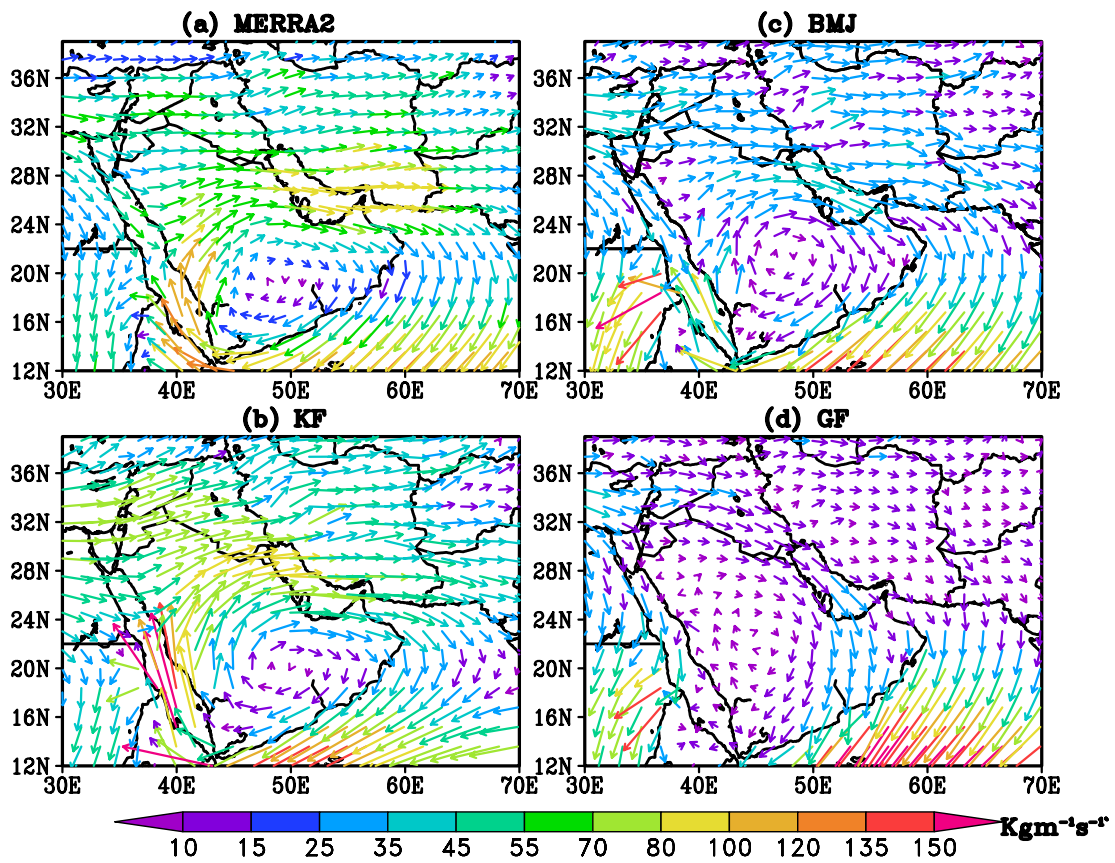 (a) MERRA2
(c) BMJ
36N
32N
28N
24N
20N
16N
12N
30E 40E 50E 60E 70E
36N
32N
28N
24N
20N
16N
12N
30E 40E 50E 60E 70E
(b) KF
(d) GF
36N
32N
28N
24N
20N
16N
12N
30E 40E 50E 60E 70E
36N
32N
28N
24N
20N
16N
12N
30E 40E 50E 60E 70E
10 15 25 35 45 55 70 80 100 120 135 150
Kgm⁻¹s⁻¹